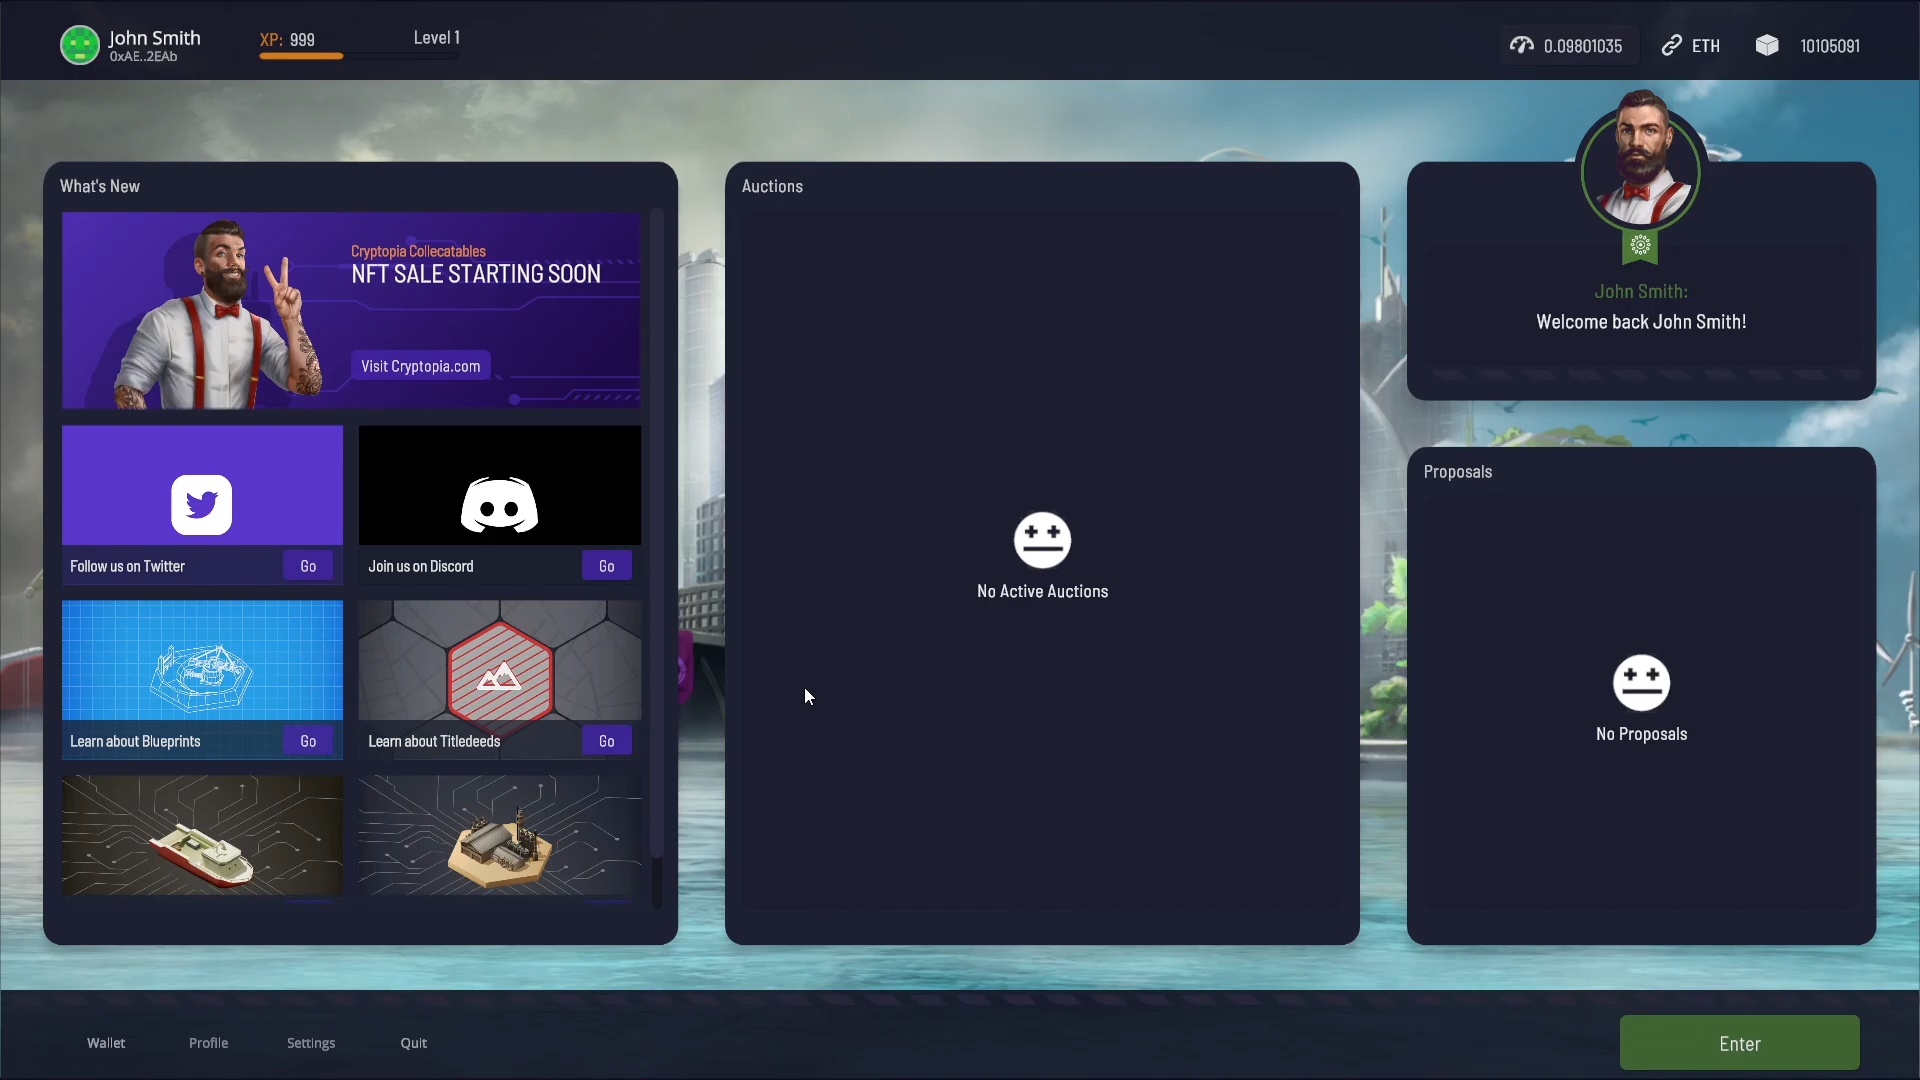 John Smith
0xAE..2EAb
XP: 999
Level 1
0.09801035
ETH
10105091
What's New
Cryptopia Collecatables
NFT SALE STARTING SOON
Visit Cryptopia.com
Follow us on Twitter
Go
Join us on Discord
Go
Learn about Blueprints
Go
Learn about Titledeeds
Go
Auctions
No Active Auctions
John Smith:
Welcome back John Smith!
Proposals
No Proposals
Wallet
Profile
Settings
Quit
Enter